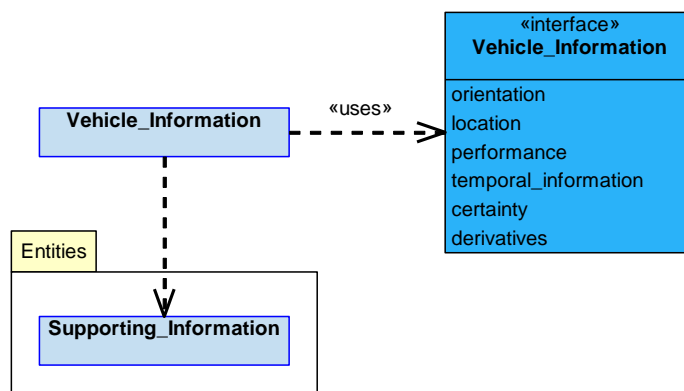 «interface»
Vehicle_Information
orientation
location
performance
temporal_information
certainty
derivatives
«uses»
Vehicle_Information
Entities
Supporting_Information